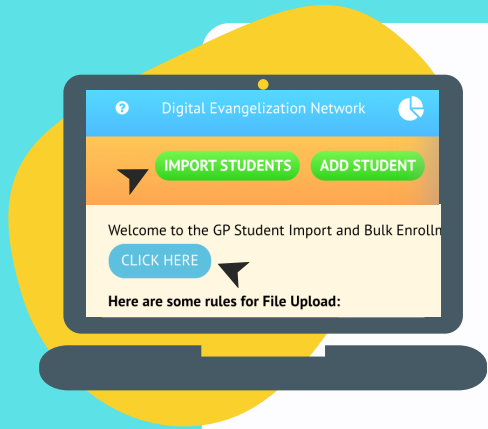 Digital Evangelization Network
IMPORT STUDENTS ADD STUDENT
Welcome to the GP Student Import and Bulk
CLICK HERE
Here are some rules for File Upload: